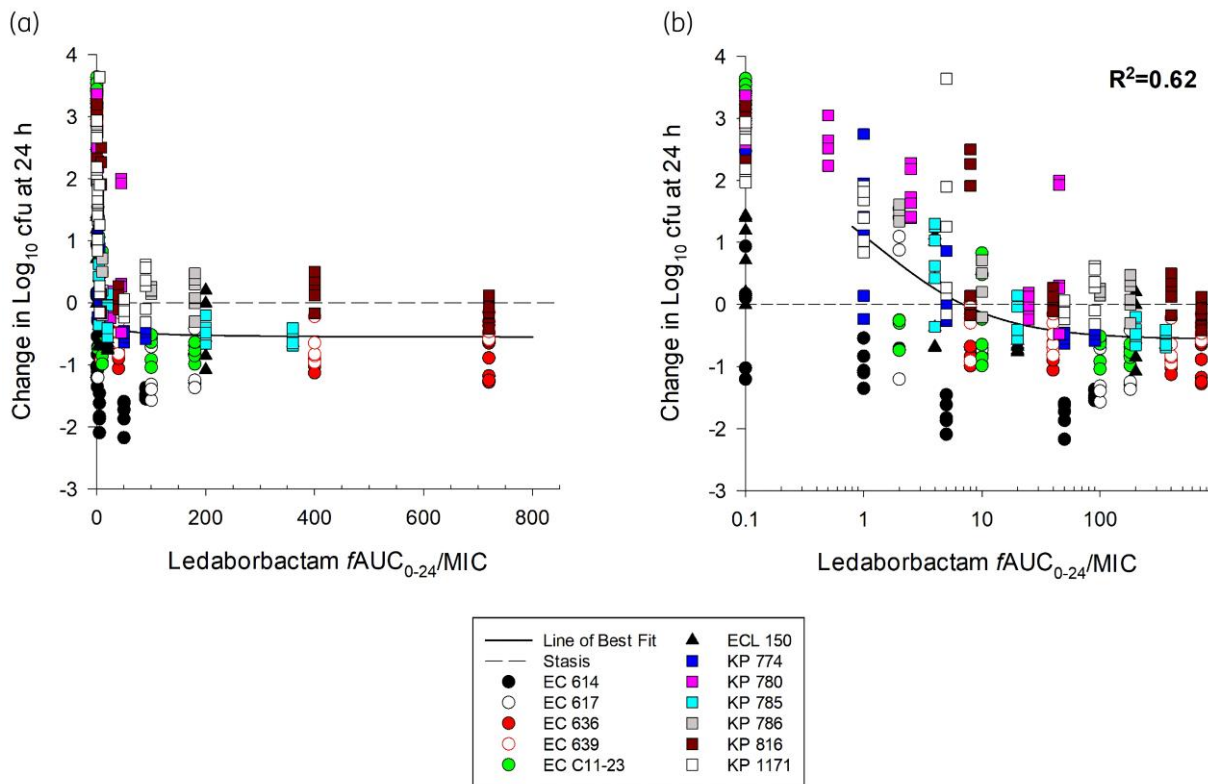 (a)
4
3
2
1
0
-1
-2
-3
Change in Log10 cfu at 24 h
0
200
400
600
800
Ledaborbactam fAUC0-24/MIC
(b)
R2=0.62
4
3
2
1
0
-1
-2
-3
Change in Log10 cfu at 24 h
0.1
1
10
100
Ledaborbactam fAUC0-24/MIC
Line of Best Fit
Stasis
EC 614
EC 617
EC 636
EC 639
EC C11-23
ECL 150
KP 774
KP 780
KP 785
KP 786
KP 816
KP 1171